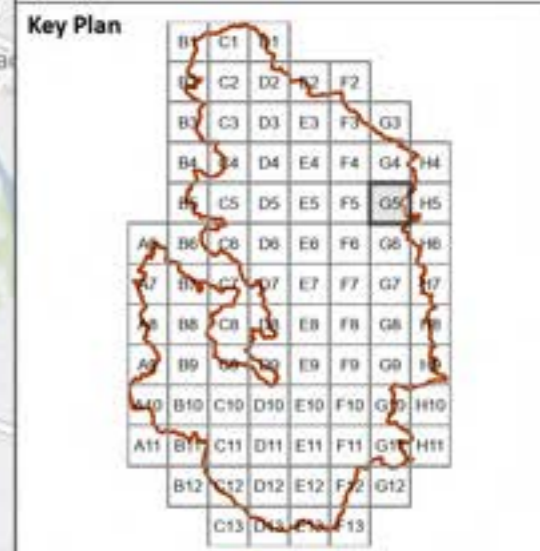 Key Plan
B1 C1 D1
B2 C2 D2 E2 F2
B3 C3 D3 E3 F3 G3
B4 C4 D4 E4 F4 G4 H4
B5 C5 D5 E5 F5 G5 H5
A6 B6 C6 D6 E6 F6 G6 H6
A7 B7 C7 D7 E7 F7 G7 H7
A8 B8 C8 D8 E8 F8 G8 H8
A9 B9 C9 D9 E9 F9 G9 H9
A10 B10 C10 D10 E10 F10 G10 H10
A11 B11 C11 D11 E11 F11 G11 H11
B12 C12 D12 E12 F12 G12
C13 D13 E13 F13